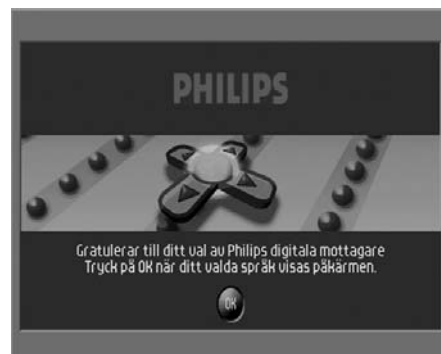 PHILIPS
Gratulerar till ditt val av Philips digitala mottagare
Tryck på OK när ditt valda språk visas påkärmen.
OK